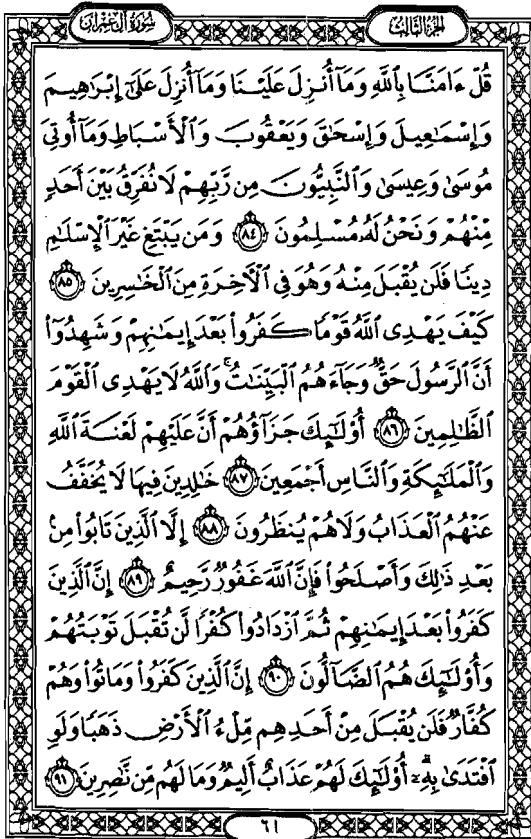 سورة آل عمران
الجزء الثالث
قُلْ ءَامَنَّا بِٱللَّهِ وَمَآ أُنزِلَ عَلَيْنَا وَمَآ أُنزِلَ عَلَىٰٓ إِبْرَٰهِيمَ
وَإِسْمَٰعِيلَ وَإِسْحَٰقَ وَيَعْقُوبَ وَٱلْأَسْبَاطِ وَمَآ أُوتِىَ
مُوسَىٰ وَعِيسَىٰ وَٱلنَّبِيُّونَ مِن رَّبِّهِمْ لَا نُفَرِّقُ بَيْنَ أَحَدٍ
مِّنْهُمْ وَنَحْنُ لَهُۥ مُسْلِمُونَ ٨٤ وَمَن يَبْتَغِ غَيْرَ ٱلْإِسْلَٰمِ
دِينًا فَلَن يُقْبَلَ مِنْهُ وَهُوَ فِى ٱلْأَخِرَةِ مِنَ ٱلْخَٰسِرِينَ ٨٥
كَيْفَ يَهْدِى ٱللَّهُ قَوْمًا كَفَرُوا۟ بَعْدَ إِيمَٰنِهِمْ وَشَهِدُوٓا۟
أَنَّ ٱلرَّسُولَ حَقٌّ وَجَآءَهُمُ ٱلْبَيِّنَٰتُ ۚ وَٱللَّهُ لَا يَهْدِى ٱلْقَوْمَ
ٱلظَّٰلِمِينَ ٨٦ أُو۟لَٰٓئِكَ جَزَآؤُهُمْ أَنَّ عَلَيْهِمْ لَعْنَةَ ٱللَّهِ
وَٱلْمَلَٰٓئِكَةِ وَٱلنَّاسِ أَجْمَعِينَ ٨٧ خَٰلِدِينَ فِيهَا لَا يُخَفَّفُ
عَنْهُمُ ٱلْعَذَابُ وَلَا هُمْ يُنظَرُونَ ٨٨ إِلَّا ٱلَّذِينَ تَابُوا۟ مِنۢ
بَعْدِ ذَٰلِكَ وَأَصْلَحُوا۟ فَإِنَّ ٱللَّهَ غَفُورٌ رَّحِيمٌ ٨٩ إِنَّ ٱلَّذِينَ
كَفَرُوا۟ بَعْدَ إِيمَٰنِهِمْ ثُمَّ ٱزْدَادُوا۟ كُفْرًا لَّن تُقْبَلَ تَوْبَتُهُمْ
وَأُو۟لَٰٓئِكَ هُمُ ٱلضَّآلُّونَ ٩٠ إِنَّ ٱلَّذِينَ كَفَرُوا۟ وَمَاتُوا۟ وَهُمْ
كُفَّارٌ فَلَن يُقْبَلَ مِنْ أَحَدِهِم مِّلْءُ ٱلْأَرْضِ ذَهَبًا وَلَوِ
ٱفْتَدَىٰ بِهِۦٓ ۗ أُو۟لَٰٓئِكَ لَهُمْ عَذَابٌ أَلِيمٌ وَمَا لَهُم مِّن نَّٰصِرِينَ ٩١
٦١